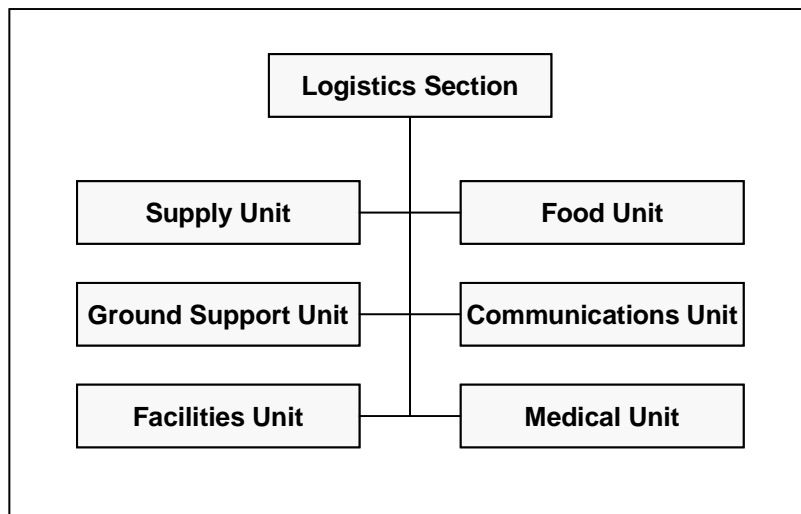 Logistics Section
Supply Unit
Food Unit
Ground Support Unit
Communications Unit
Facilities Unit
Medical Unit